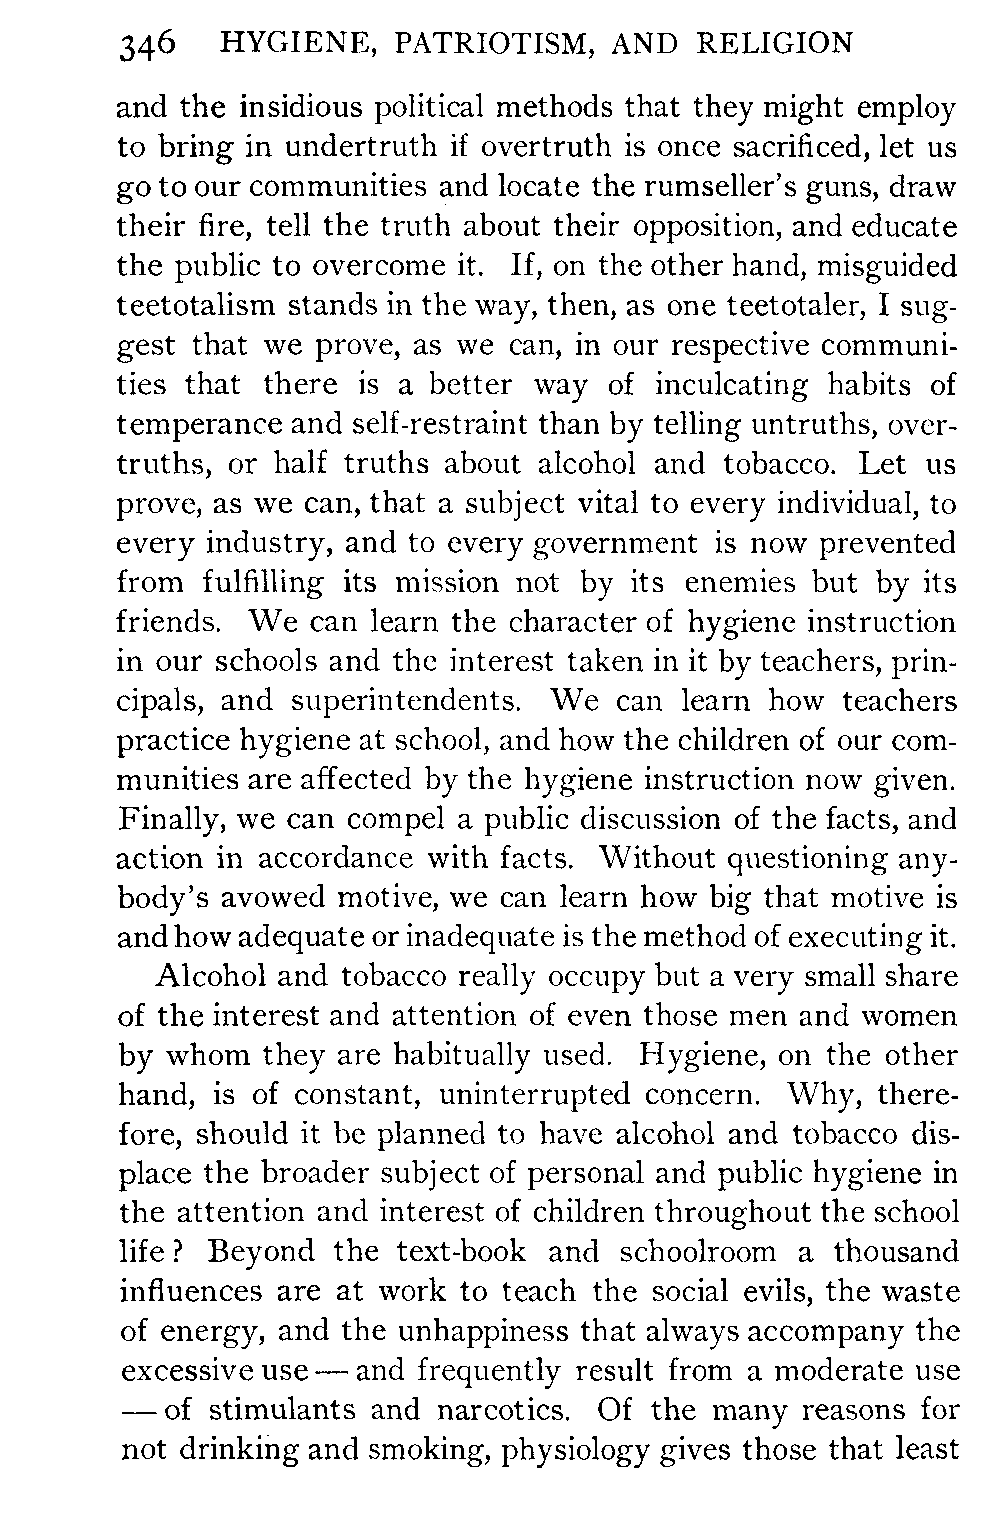 346 HYGIENE, PATRIOTISM, AND RELIGION
and the insidious political methods that they might employ
to bring in undertruth if overtruth is once sacrificed, let us
go to our communities and locate the rumseller's guns, draw
their fire, tell the truth about their opposition, and educate
the public to overcome it. If, on the other hand, misguided
teetotalism stands in the way, then, as one teetotaler, I sug-
gest that we prove, as we can, in our respective communi-
ties that there is a better way of inculcating habits of
temperance and self-restraint than by telling untruths, over-
truths, or half truths about alcohol and tobacco. Let us
prove, as we can, that a subject vital to every individual, to
every industry, and to every government is now prevented
from fulfilling its mission not by its enemies but by its
friends. We can learn the character of hygiene instruction
in our schools and the interest taken in it by teachers, prin-
cipals, and superintendents. We can learn how teachers
practice hygiene at school, and how the children of our com-
munities are affected by the hygiene instruction now given.
Finally, we can compel a public discussion of the facts, and
action in accordance with facts. Without questioning any-
body's avowed motive, we can learn how big that motive is
and how adequate or inadequate is the method of executing it.
Alcohol and tobacco really occupy but a very small share
of the interest and attention of even those men and women
by whom they are habitually used. Hygiene, on the other
hand, is of constant, uninterrupted concern. Why, there-
fore, should it be planned to have alcohol and tobacco dis-
place the broader subject of personal and public hygiene in
the attention and interest of children throughout the school
life? Beyond the text-book and schoolroom a thousand
influences are at work to teach the social evils, the waste
of energy, and the unhappiness that always accompany the
excessive use — and frequently result from a moderate use
— of stimulants and narcotics. Of the many reasons for
not drinking and smoking, physiology gives those that least